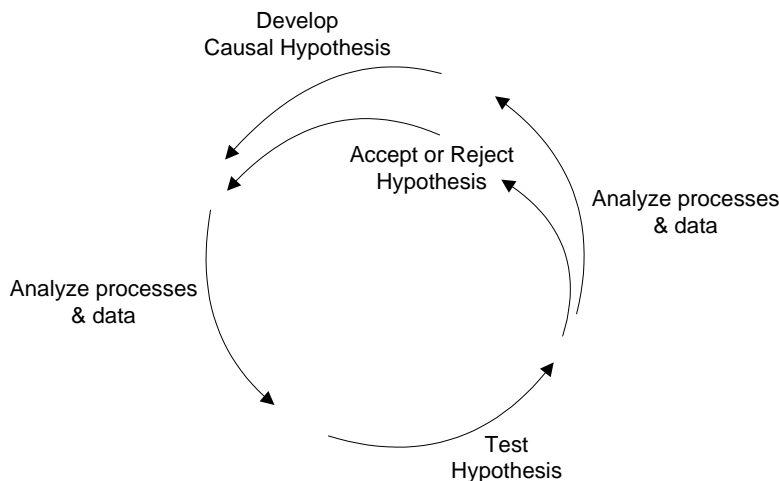 Develop
Causal Hypothesis
Accept or Reject
Hypothesis
Analyze processes
& data
Analyze processes
& data
Test
Hypothesis